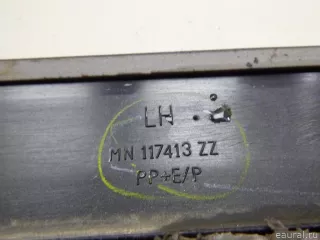 LH
MN 117413 ZZ
PP+E/P
eaural.ru